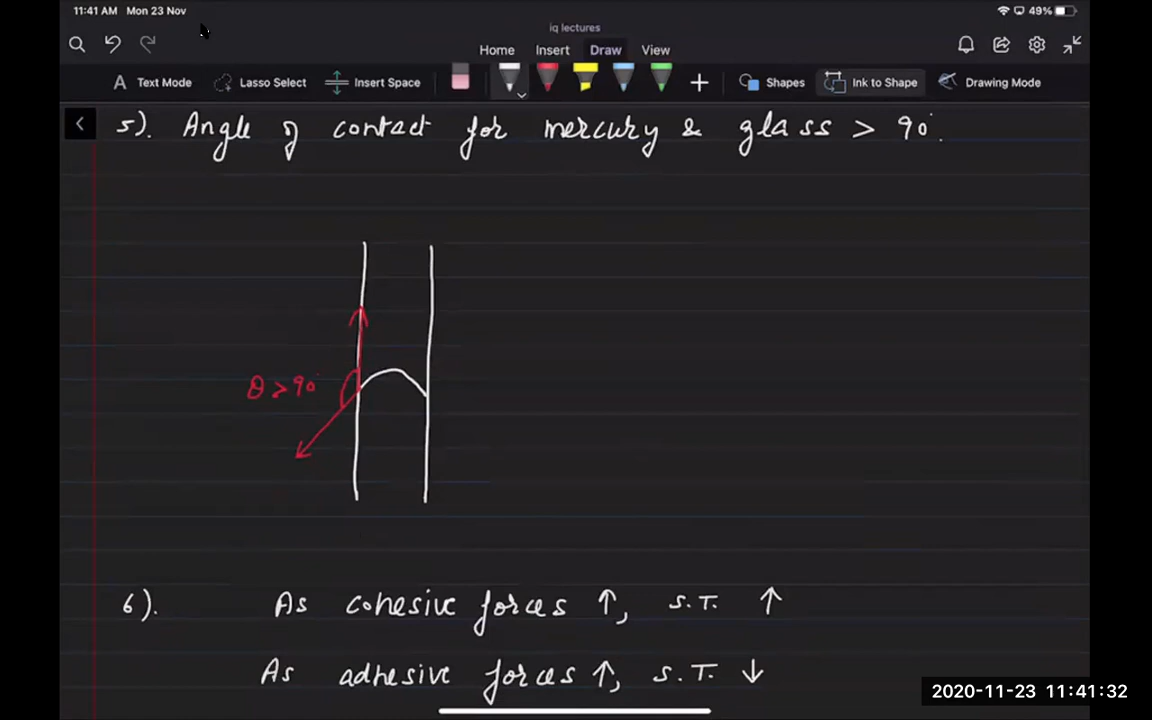 11:41 AM Mon 23 Nov
49%
iq lectures
Home Insert Draw View
A Text Mode Lasso Select Insert Space Shapes Ink to Shape Drawing Mode
5). Angle of contact for mercury & glass > 90°.
θ > 90°
6). As cohesive forces ↑, S.T. ↑
As adhesive forces ↑, S.T. ↓
2020-11-23 11:41:32